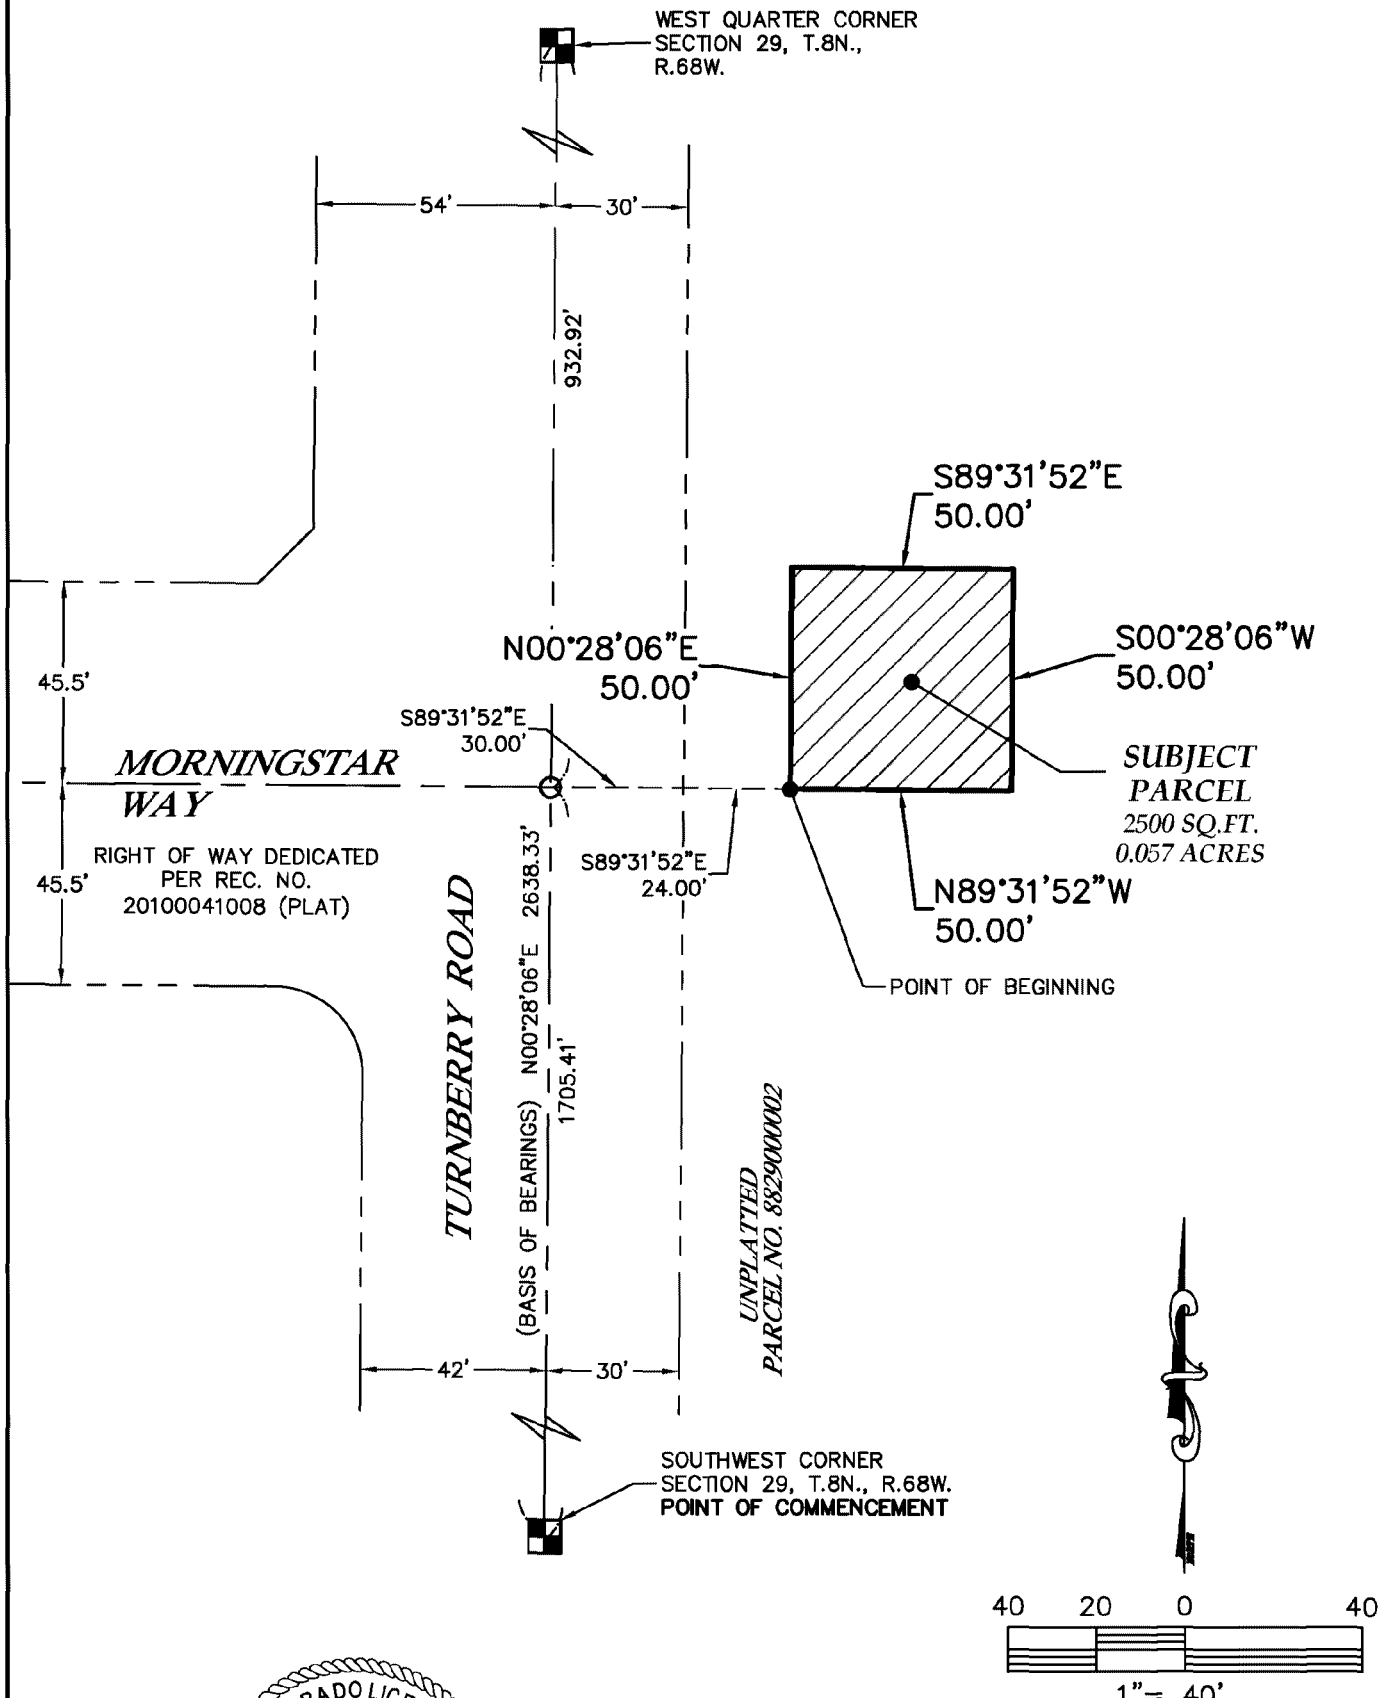 WEST QUARTER CORNER
SECTION 29, T.8N.,
R.68W.
54'
30'
932.92'
S89°31'52"E
50.00'
N00°28'06"E
50.00'
S00°28'06"W
50.00'
45.5'
S89°31'52"E
30.00'
MORNINGSTAR
WAY
SUBJECT
PARCEL
2500 SQ.FT.
0.057 ACRES
RIGHT OF WAY DEDICATED
PER REC. NO.
20100041008 (PLAT)
45.5'
S89°31'52"E
24.00'
N89°31'52"W
50.00'
POINT OF BEGINNING
TURNBERRY ROAD
(BASIS OF BEARINGS) N00°28'06"E 2638.33'
1705.41'
UNPLATTED
PARCEL NO. 882900002
42'
30'
SOUTHWEST CORNER
SECTION 29, T.8N., R.68W.
POINT OF COMMENCEMENT
NORTH
40 20 0 40
1"= 40'